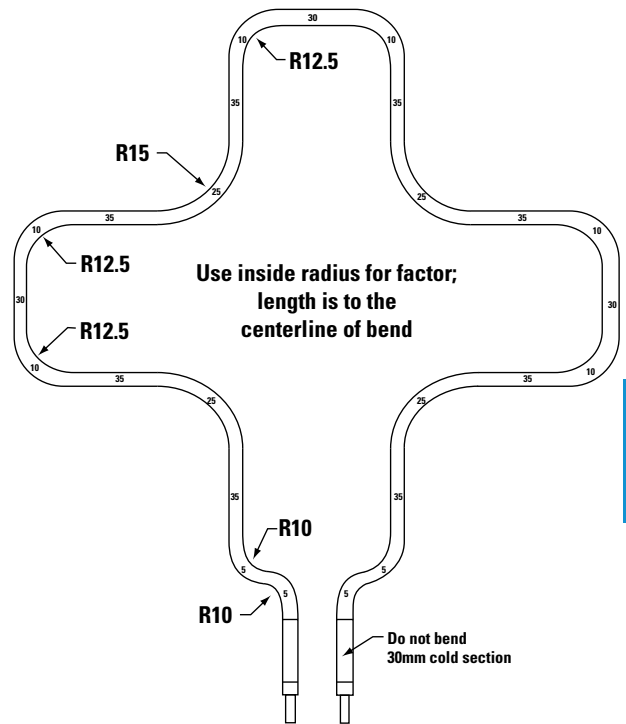 30
10
10
R12.5
35
35
R15
25
25
10
35
35
10
R12.5
Use inside radius for factor;
length is to the
centerline of bend
30
30
R12.5
10
35
35
10
25
25
35
35
R10
5
5
R10
5
5
Do not bend
30mm cold section